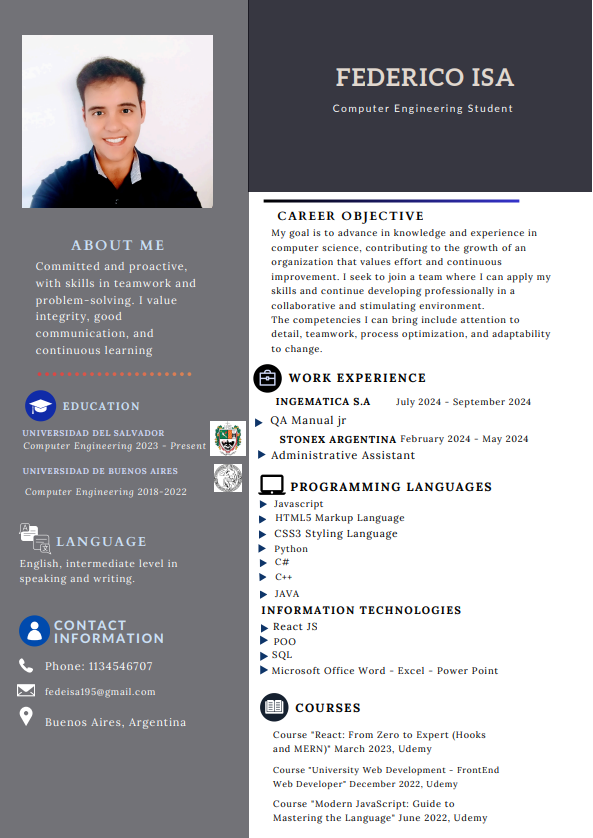 FEDERICO ISA
Computer Engineering Student
ABOUT ME
Committed and proactive,
with skills in teamwork and
problem-solving. I value
integrity, good
communication, and
continuous learning
EDUCATION
UNIVERSIDAD DEL SALVADOR
Computer Engineering 2023 - Present
UNIVERSIDAD DE BUENOS AIRES
Computer Engineering 2018-2022
LANGUAGE
English, intermediate level in
speaking and writing.
CONTACT
INFORMATION
Phone: 1134546707
fedeisa195@gmail.com
Buenos Aires, Argentina
CAREER OBJECTIVE
My goal is to advance in knowledge and experience in
computer science, contributing to the growth of an
organization that values effort and continuous
improvement. I seek to join a team where I can apply my
skills and continue developing professionally in a
collaborative and stimulating environment.
The competencies I can bring include attention to
detail, teamwork, process optimization, and adaptability
to change.
WORK EXPERIENCE
INGEMATICA S.A July 2024 - September 2024
QA Manual jr
STONEX ARGENTINA February 2024 - May 2024
Administrative Assistant
PROGRAMMING LANGUAGES
Javascript
HTML5 Markup Language
CSS3 Styling Language
Python
C#
C++
JAVA
INFORMATION TECHNOLOGIES
React JS
POO
SQL
Microsoft Office Word - Excel - Power Point
COURSES
Course "React: From Zero to Expert (Hooks
and MERN)" March 2023, Udemy
Course "University Web Development - FrontEnd
Web Developer" December 2022, Udemy
Course "Modern JavaScript: Guide to
Mastering the Language" June 2022, Udemy